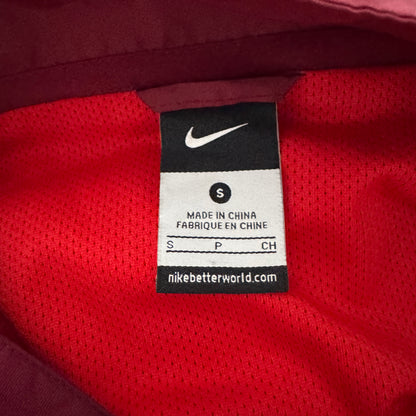 S
MADE IN CHINA
FABRIQUE EN CHINE
S P CH
nikebetterworld.com